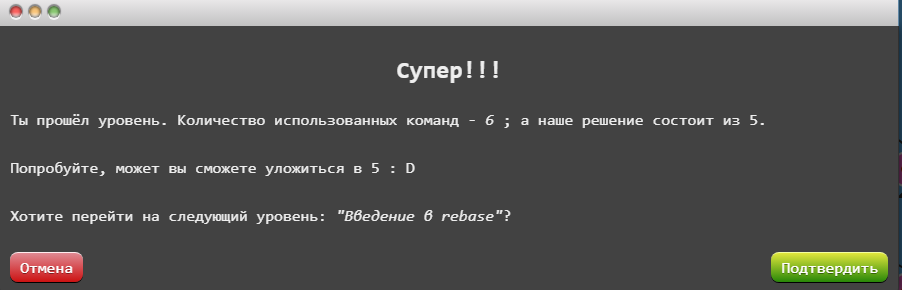 Супер!!!
Ты прошёл уровень. Количество использованных команд - 6 ; а наше решение состоит из 5.
Попробуйте, может вы сможете уложиться в 5 : D
Хотите перейти на следующий уровень: "Введение в rebase"?
Отмена
Подтвердить